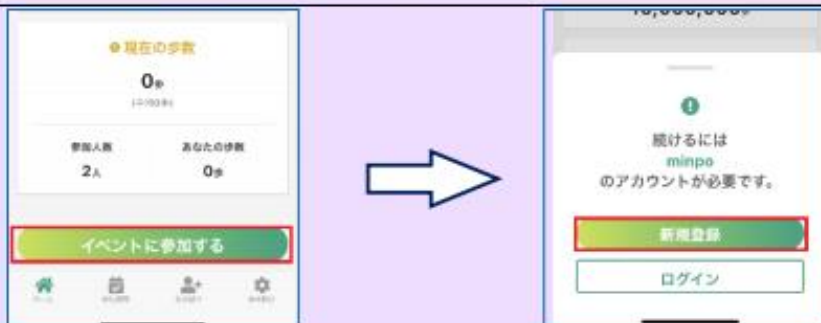 現在の歩数
0歩
参加人数
あなたの歩数
2人
0歩
イベントに参加する
続けるには
minpo
のアカウントが必要です。
新規登録
ログイン